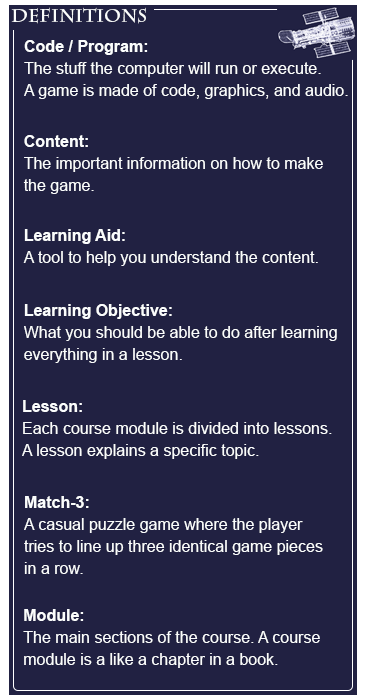 DEFINITIONS
Code / Program:
The stuff the computer will run or execute.
A game is made of code, graphics, and audio.
Content:
The important information on how to make
the game.
Learning Aid:
A tool to help you understand the content.
Learning Objective:
What you should be able to do after learning
everything in a lesson.
Lesson:
Each course module is divided into lessons.
A lesson explains a specific topic.
Match-3:
A casual puzzle game where the player
tries to line up three identical game pieces
in a row.
Module:
The main sections of the course. A course
module is a like a chapter in a book.